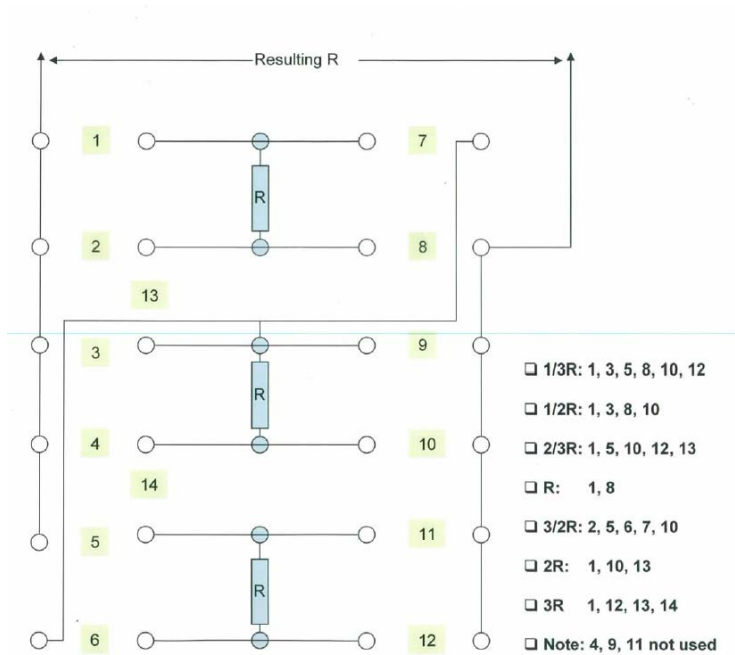 Resulting R
1
7
R
2
8
13
3
9
R
4
10
14
5
11
R
6
12
❑ 1/3R: 1, 3, 5, 8, 10, 12
❑ 1/2R: 1, 3, 8, 10
❑ 2/3R: 1, 5, 10, 12, 13
❑ R: 1, 8
❑ 3/2R: 2, 5, 6, 7, 10
❑ 2R: 1, 10, 13
❑ 3R 1, 12, 13, 14
❑ Note: 4, 9, 11 not used